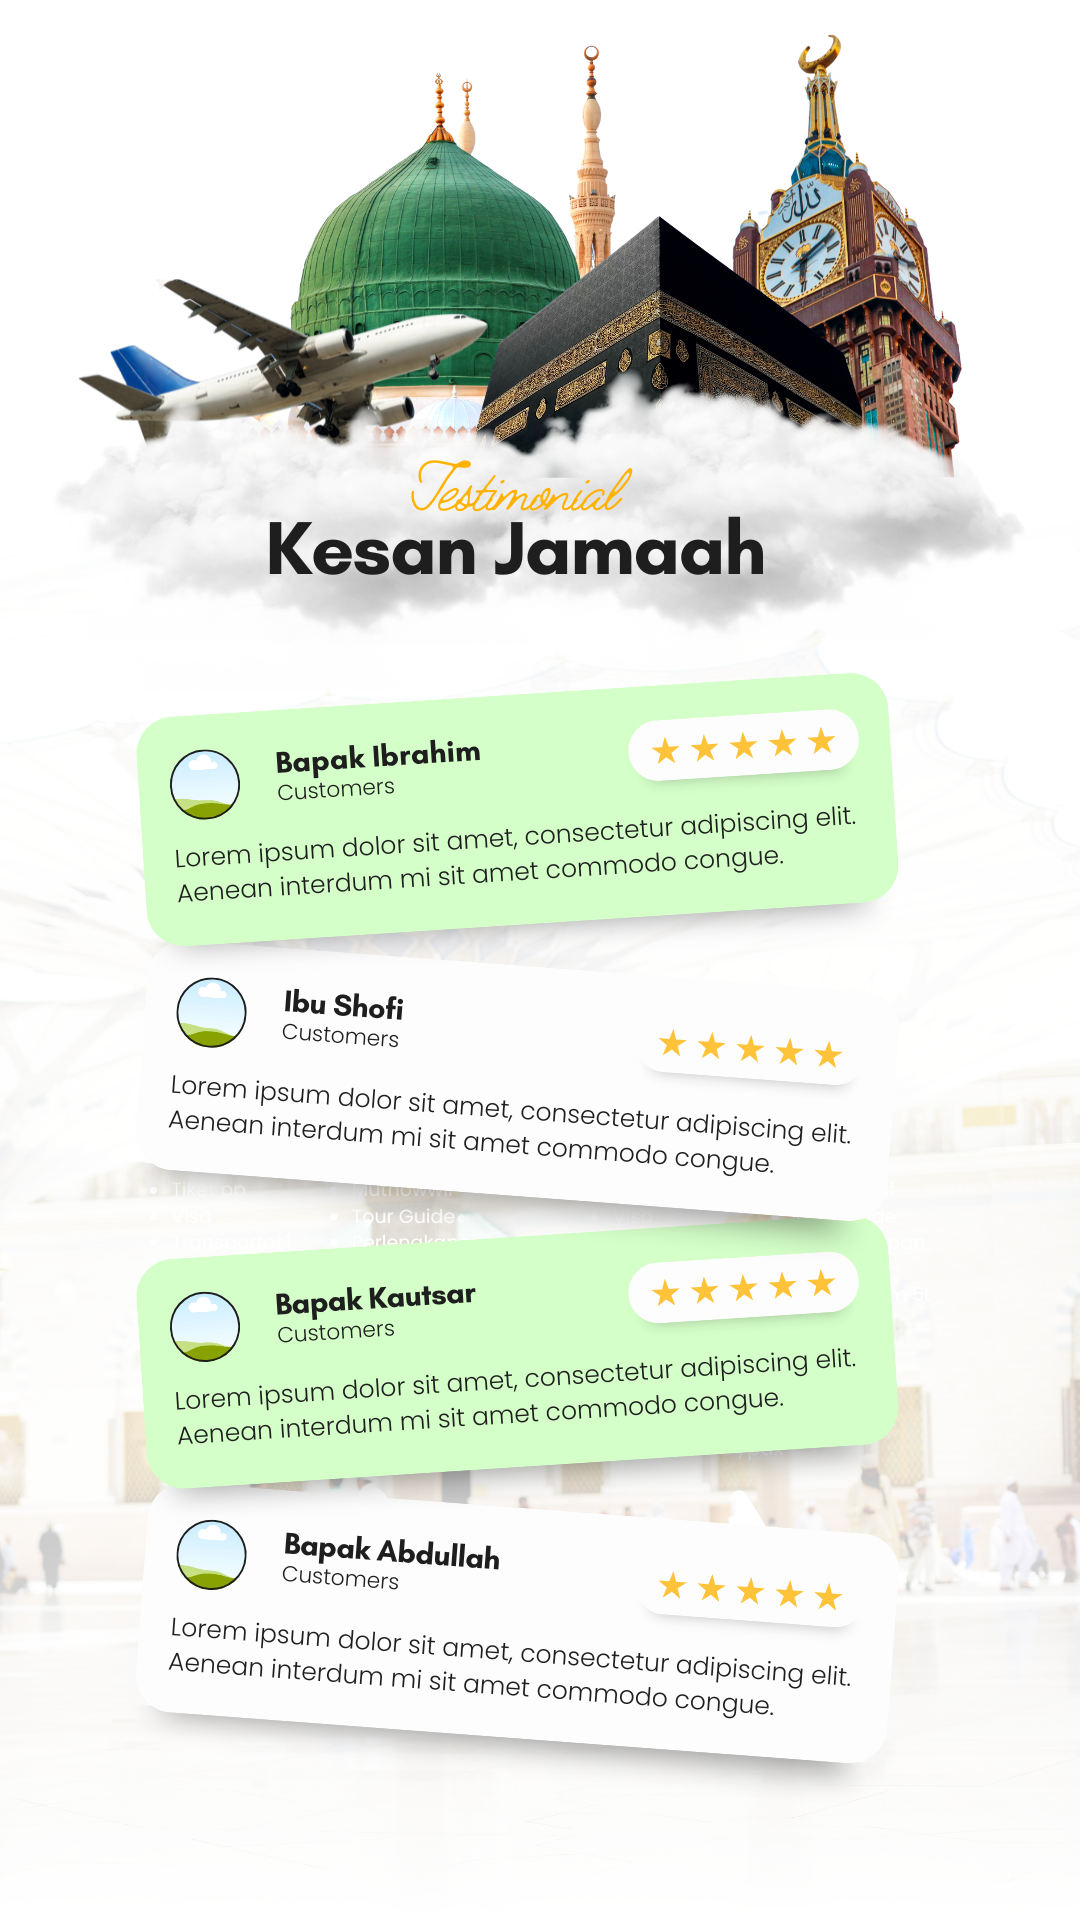 الله
Testimonial
Kesan Jamaah
Bapak Ibrahim
Customers
Lorem ipsum dolor sit amet, consectetur adipiscing elit.
Aenean interdum mi sit amet commodo congue.
Ibu Shofi
Customers
Lorem ipsum dolor sit amet, consectetur adipiscing elit.
Aenean interdum mi sit amet commodo congue.
Visa
Tour Guide
Bapak Kautsar
Customers
Lorem ipsum dolor sit amet, consectetur adipiscing elit.
Aenean interdum mi sit amet commodo congue.
Bapak Abdullah
Customers
Lorem ipsum dolor sit amet, consectetur adipiscing elit.
Aenean interdum mi sit amet commodo congue.